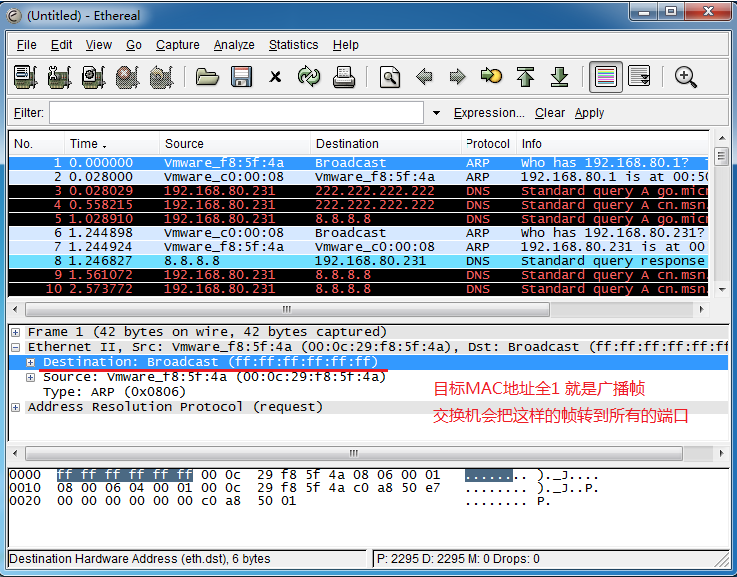 (Untitled) - Ethereal
File Edit View Go Capture Analyze Statistics Help
Filter: Expression... Clear Apply
No. Time Source Destination Protocol Info
1 0.000000 Vmware_f8:5f:4a Broadcast ARP Who has 192.168.80.1?
2 0.028000 Vmware_c0:00:08 Vmware_f8:5f:4a ARP 192.168.80.1 is at 00:50
3 0.028029 192.168.80.231 222.222.222.222 DNS Standard query A go.micr
4 0.558215 192.168.80.231 222.222.222.222 DNS Standard query A cn.msn.
5 1.028910 192.168.80.231 8.8.8.8 DNS Standard query A go.micr
6 1.244898 Vmware_c0:00:08 Broadcast ARP Who has 192.168.80.231?
7 1.244924 Vmware_f8:5f:4a Vmware_c0:00:08 ARP 192.168.80.231 is at 00
8 1.246827 8.8.8.8 192.168.80.231 DNS Standard query response
9 1.561072 192.168.80.231 8.8.8.8 DNS Standard query A cn.msn.
10 2.573772 192.168.80.231 8.8.8.8 DNS Standard query A cn.msn.
Frame 1 (42 bytes on wire, 42 bytes captured)
Ethernet II, Src: Vmware_f8:5f:4a (00:0c:29:f8:5f:4a), Dst: Broadcast (ff:ff:ff:ff:ff:ff
Destination: Broadcast (ff:ff:ff:ff:ff:ff)
Source: Vmware_f8:5f:4a (00:0c:29:f8:5f:4a)
Type: ARP (0x0806)
Address Resolution Protocol (request)
目标MAC地址全1 就是广播帧
交换机会把这样的帧转到所有的端口
0000 ff ff ff ff ff ff 00 0c 29 f8 5f 4a 08 06 00 01 ........ )._J....
0010 08 00 06 04 00 01 00 0c 29 f8 5f 4a c0 a8 50 e7 ........ )._J..P.
0020 00 00 00 00 00 00 c0 a8 50 01 ........ P.
Destination Hardware Address (eth.dst), 6 bytes P: 2295 D: 2295 M: 0 Drops: 0